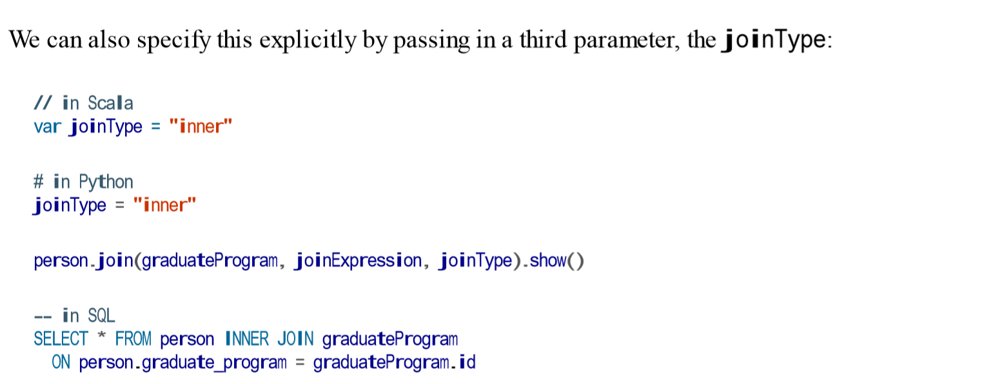 We can also specify this explicitly by passing in a third parameter, the joinType:
// in Scala
var joinType = "inner"
# in Python
joinType = "inner"
person.join(graduateProgram, joinExpression, joinType).show()
-- in SQL
SELECT * FROM person INNER JOIN graduateProgram
ON person.graduate_program = graduateProgram.id